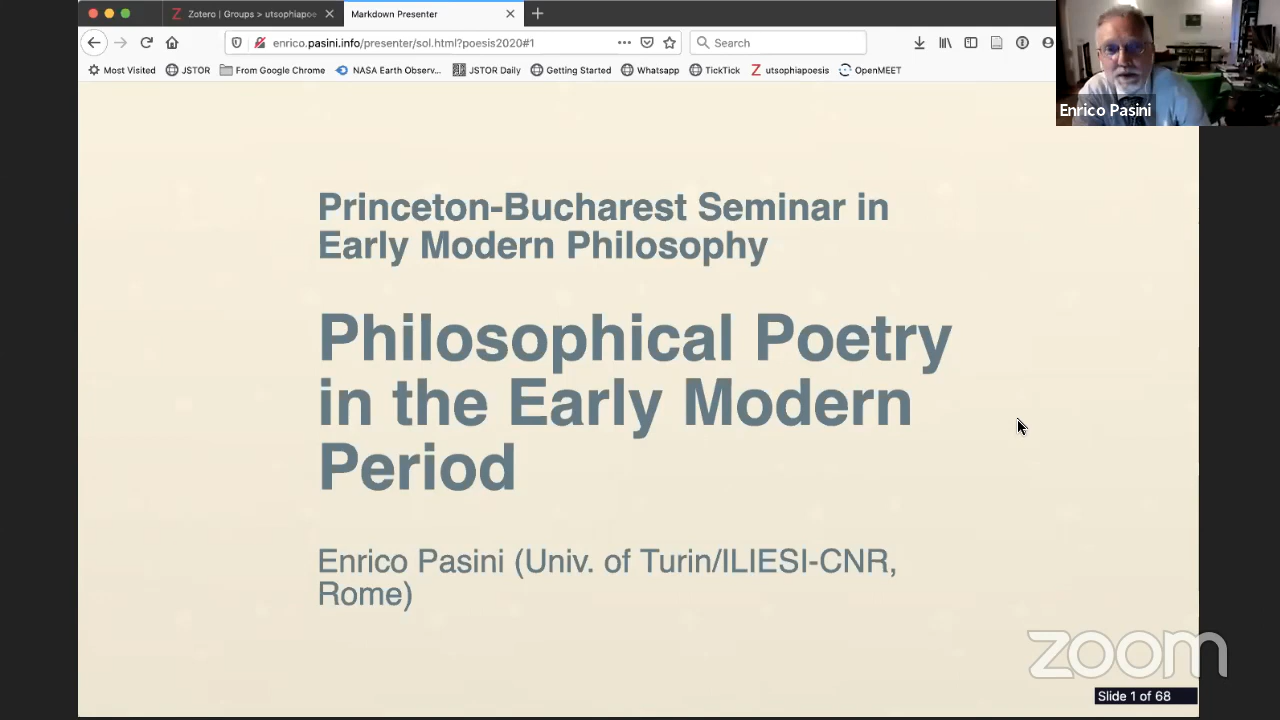 Zotero | Groups > utsophiapoe
Markdown Presenter
enrico.pasini.info/presenter/sol.html?poesis2020#1
Search
Most Visited
JSTOR
From Google Chrome
NASA Earth Observ...
JSTOR Daily
Getting Started
Whatsapp
TickTick
utsophiapoesis
OpenMEET
Enrico Pasini
Princeton-Bucharest Seminar in
Early Modern Philosophy
Philosophical Poetry
in the Early Modern
Period
Enrico Pasini (Univ. of Turin/ILIESI-CNR,
Rome)
zoom
Slide 1 of 68